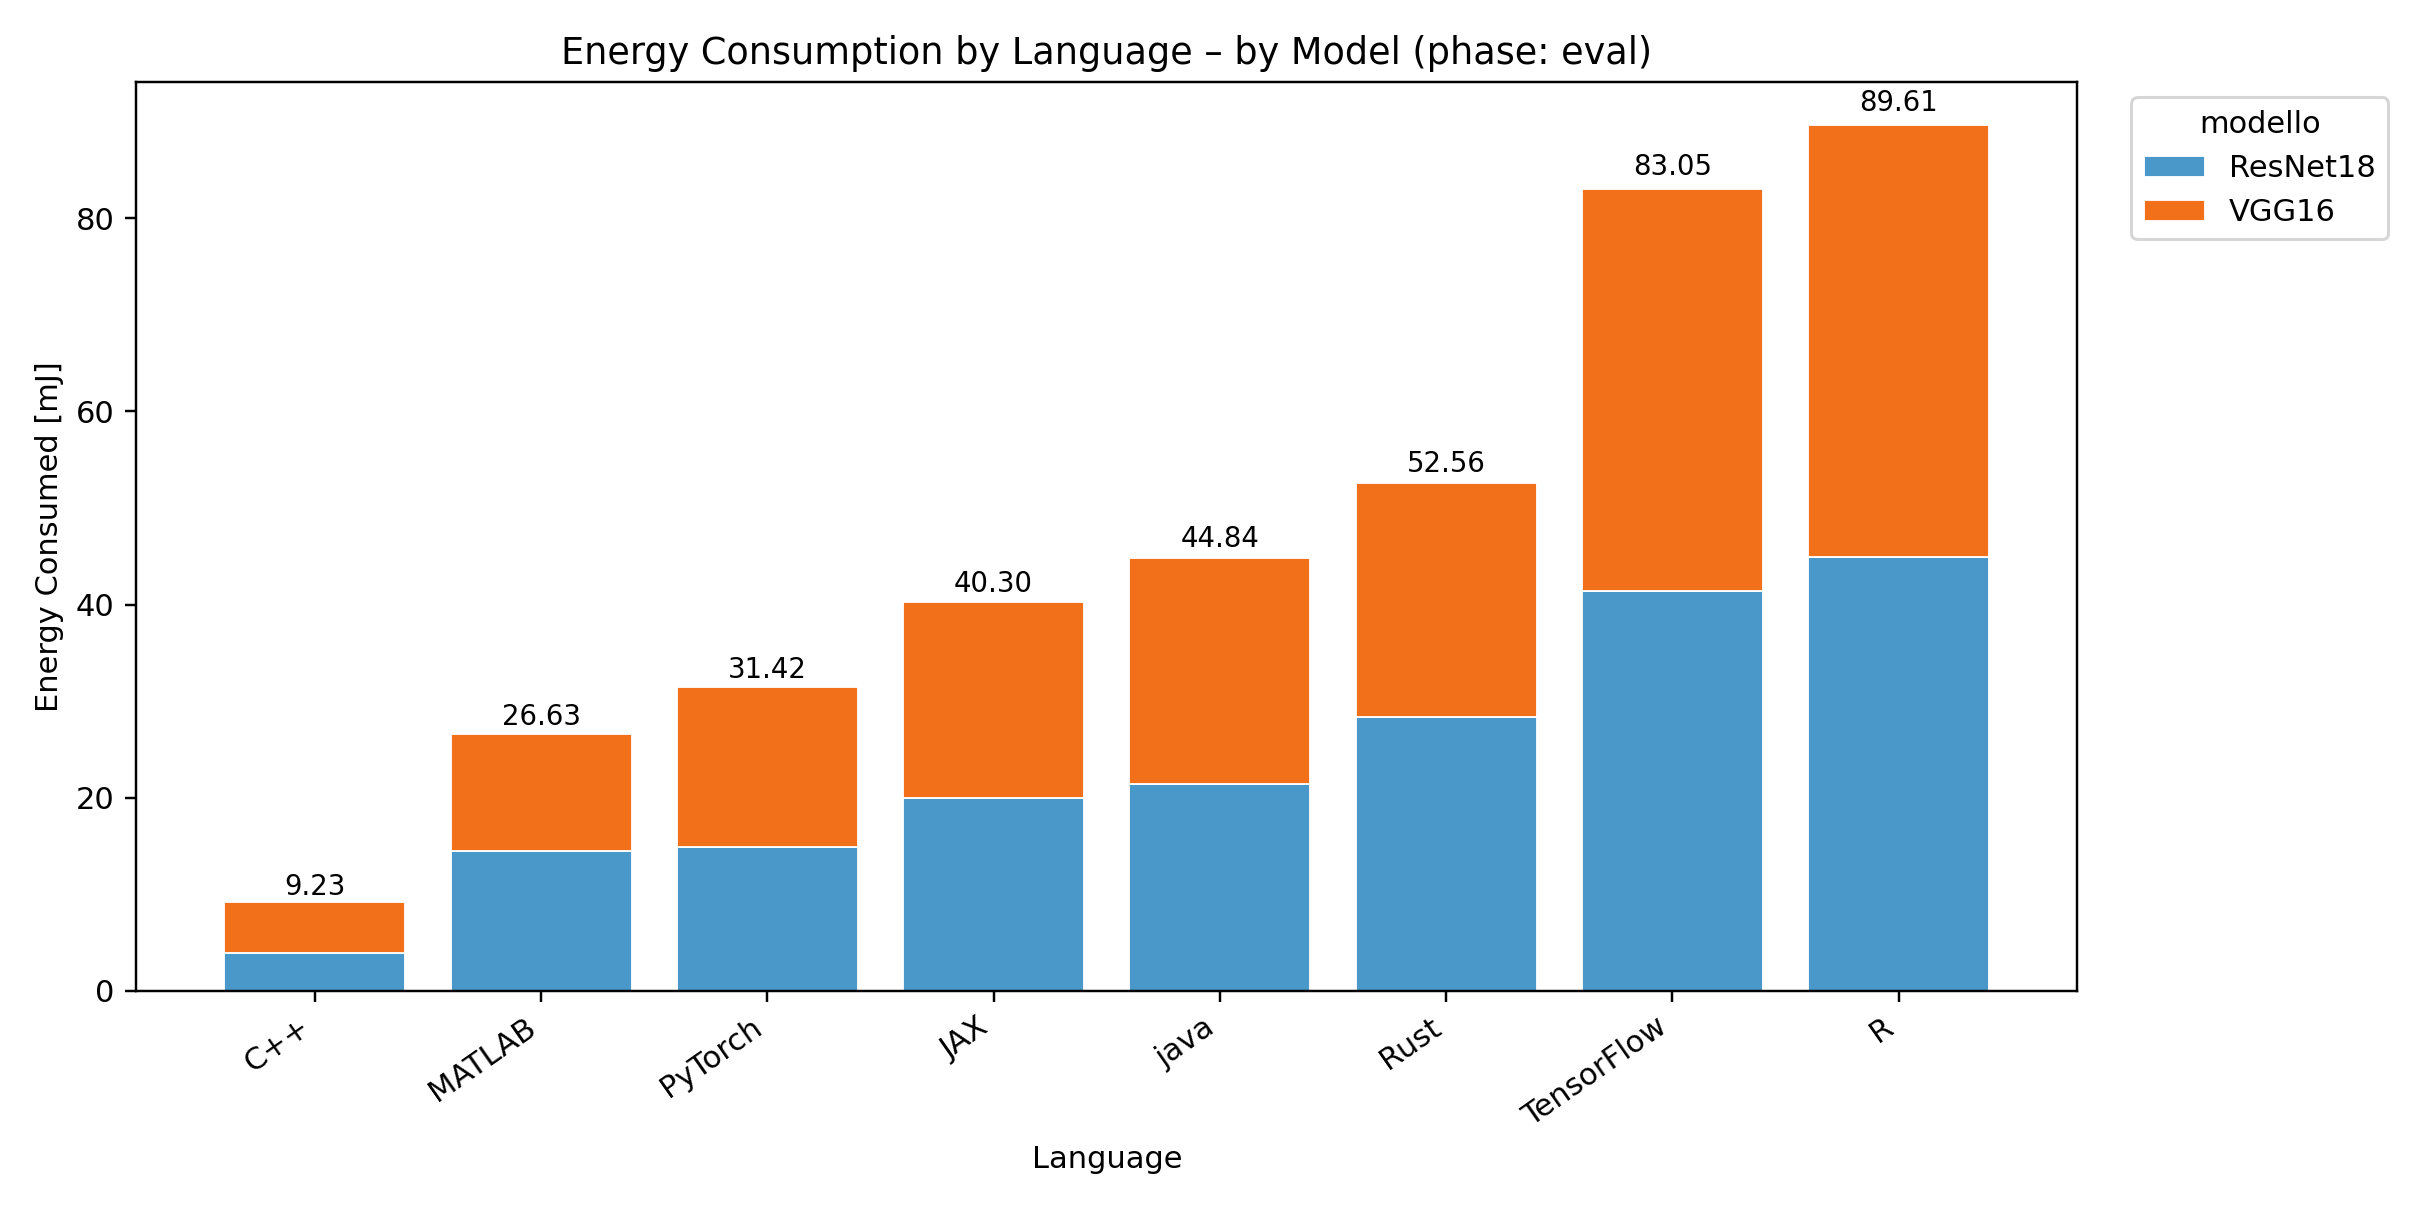 Energy Consumption by Language – by Model (phase: eval)
modello
ResNet18
VGG16
Energy Consumed [mJ]
80
60
40
20
0
9.23
26.63
31.42
40.30
44.84
52.56
83.05
89.61
C++
MATLAB
PyTorch
JAX
java
Rust
TensorFlow
R
Language